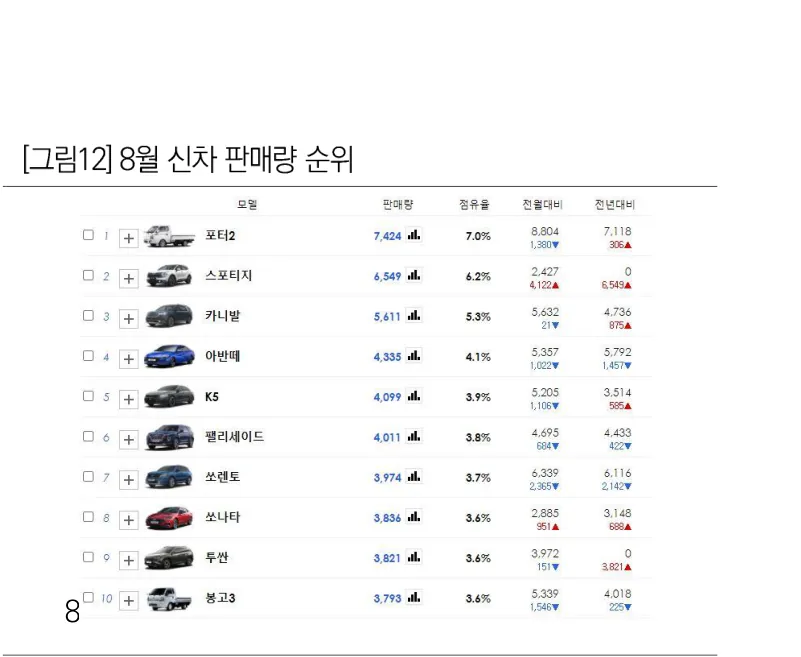 [그림12] 8월 신차 판매량 순위
모델 판매량 점유율 전월대비 전년대비
1 포터2 7,424 7.0% 8,804 7,118
1,380▼ 306▲
2 스포티지 6,549 6.2% 2,427 0
4,122▲ 6,549▲
3 카니발 5,611 5.3% 5,632 4,736
21▼ 875▲
4 아반떼 4,335 4.1% 5,357 5,792
1,022▼ 1,457▼
5 K5 4,099 3.9% 5,205 3,514
1,106▼ 585▲
6 팰리세이드 4,011 3.8% 4,695 4,433
684▼ 422▼
7 쏘렌토 3,974 3.7% 6,339 6,116
2,365▼ 2,142▼
8 쏘나타 3,836 3.6% 2,885 3,148
951▲ 688▲
9 투싼 3,821 3.6% 3,972 0
151▼ 3,821▲
10 봉고3 3,793 3.6% 5,339 4,018
1,546▼ 225▼
8